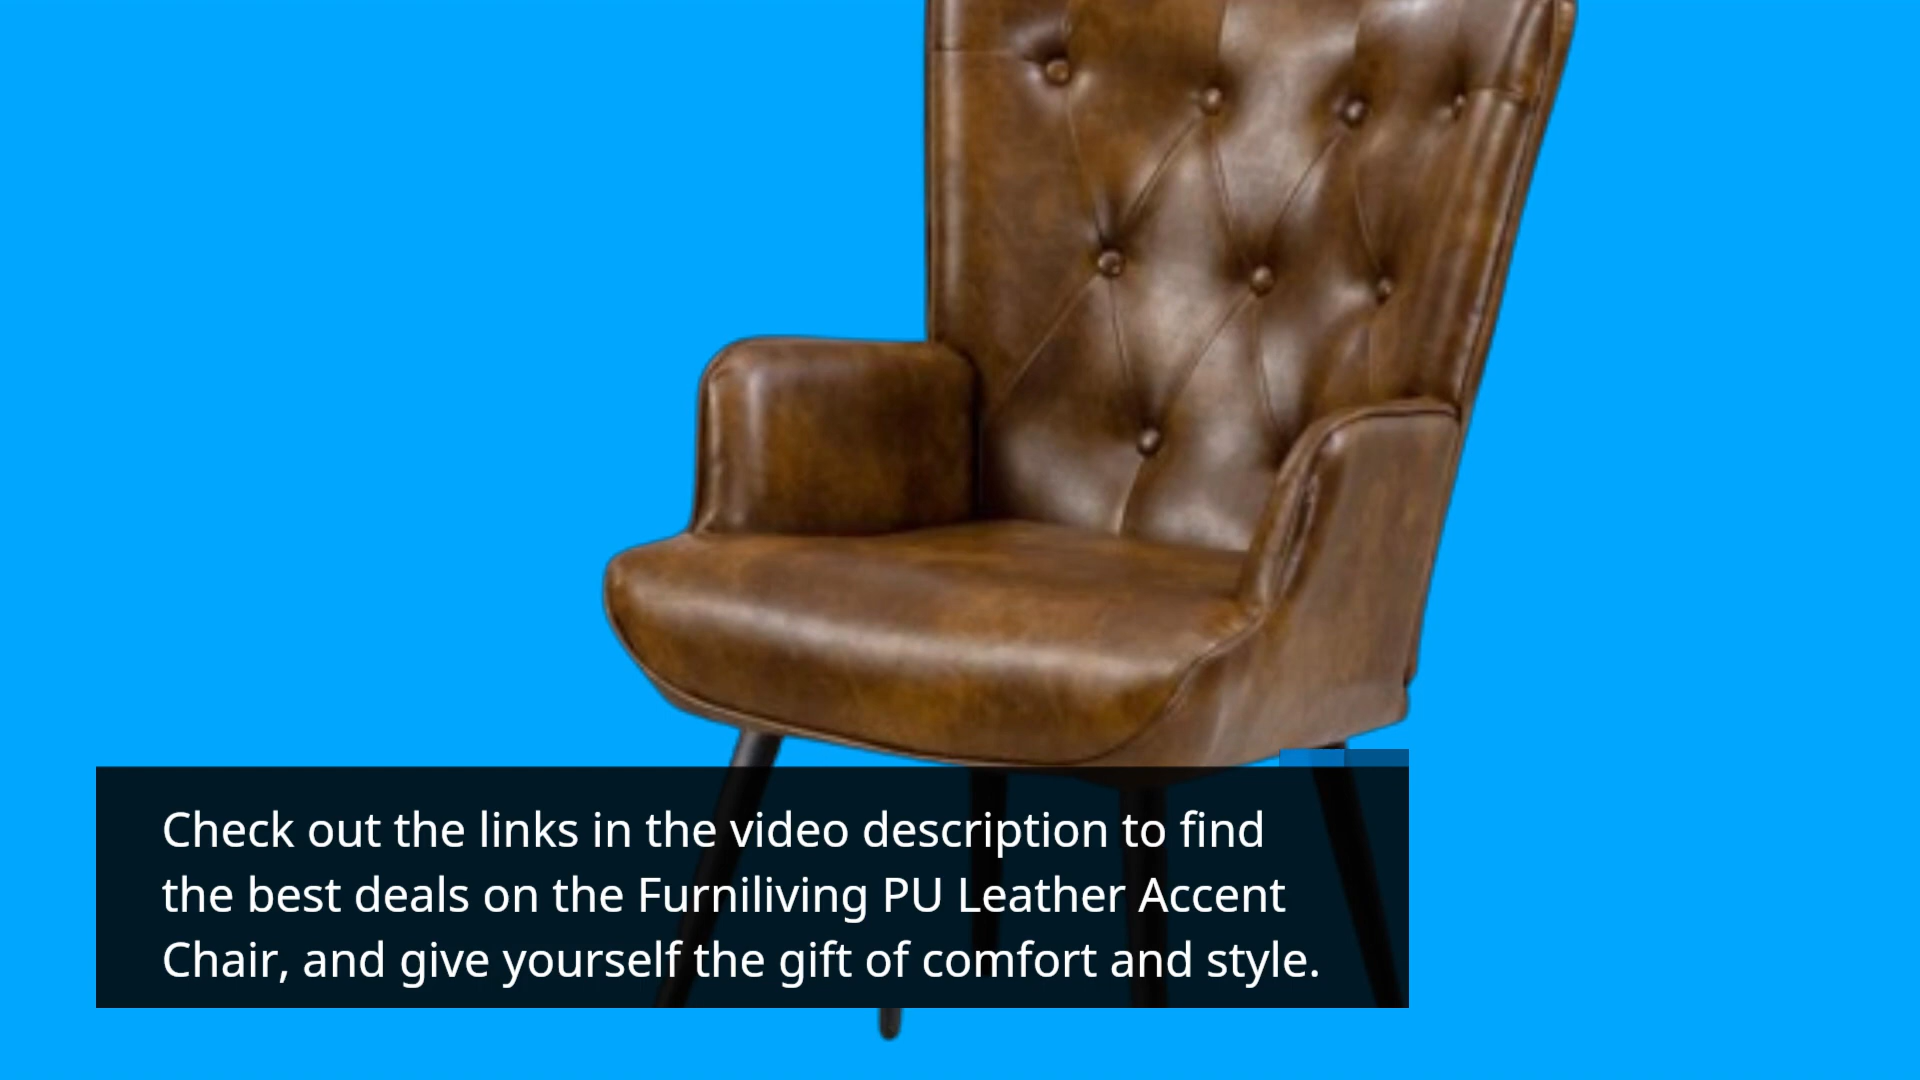 Check out the links in the video description to find
the best deals on the Furniliving PU Leather Accent
Chair, and give yourself the gift of comfort and style.